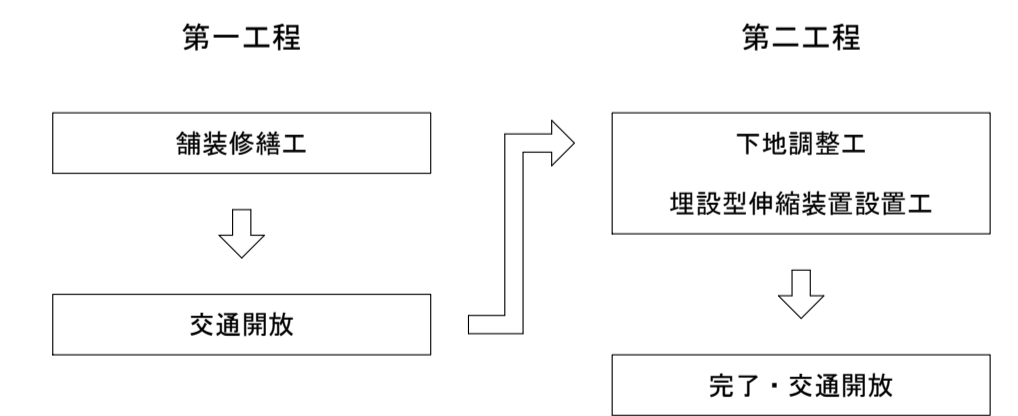 第一工程
舗装修繕工
交通開放
第二工程
下地調整工
埋設型伸縮装置設置工
完了・交通開放